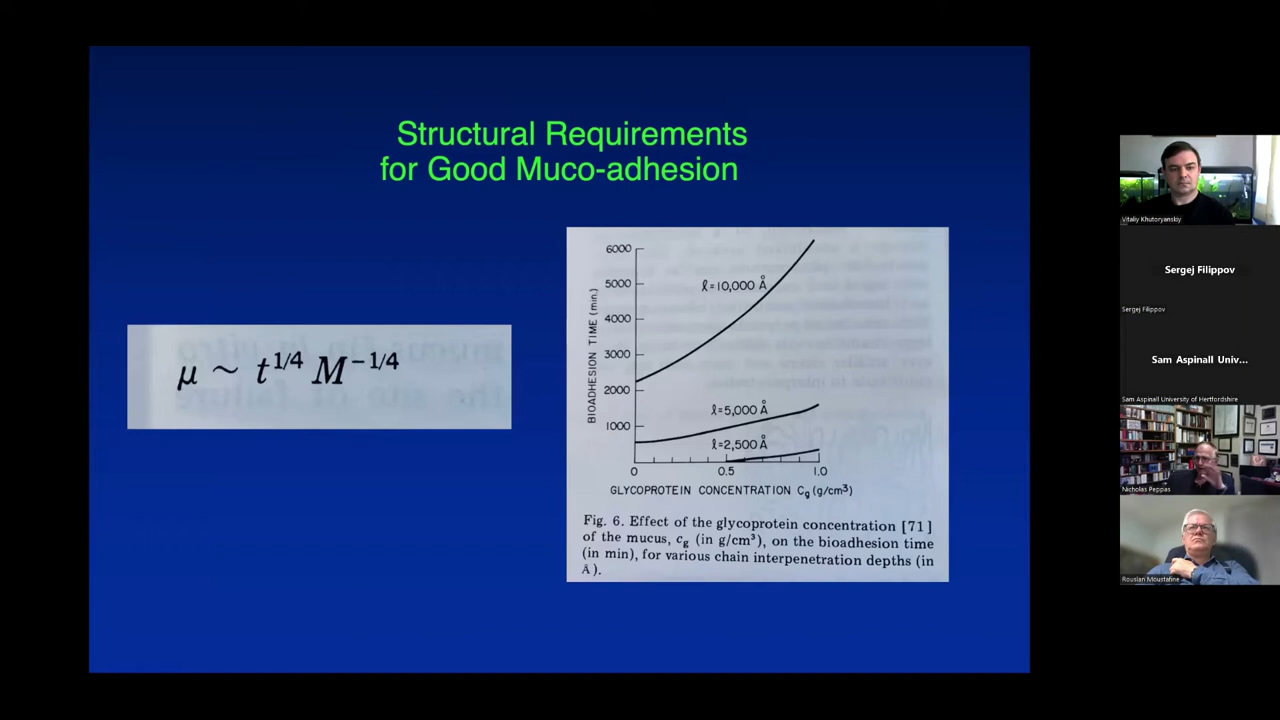 Structural Requirements
for Good Muco-adhesion
μ ~ t^1/4 M^−1/4
6000
5000
4000
3000
2000
1000
BIOADHESION TIME (min.)
ℓ=10,000 Å
ℓ=5,000 Å
ℓ=2,500 Å
0 0.5 1.0
GLYCOPROTEIN CONCENTRATION Cg (g/cm³)
Fig. 6. Effect of the glycoprotein concentration [71]
of the mucus, cg (in g/cm³), on the bioadhesion time
(in min), for various chain interpenetration depths (in
Å).
Vitaliy Khutoryanskiy
Sergej Filippov
Sergej Filippov
Sam Aspinall Univ...
Sam Aspinall University of Hertfordshire
Nicholas Peppas
Rouslan Moustafine